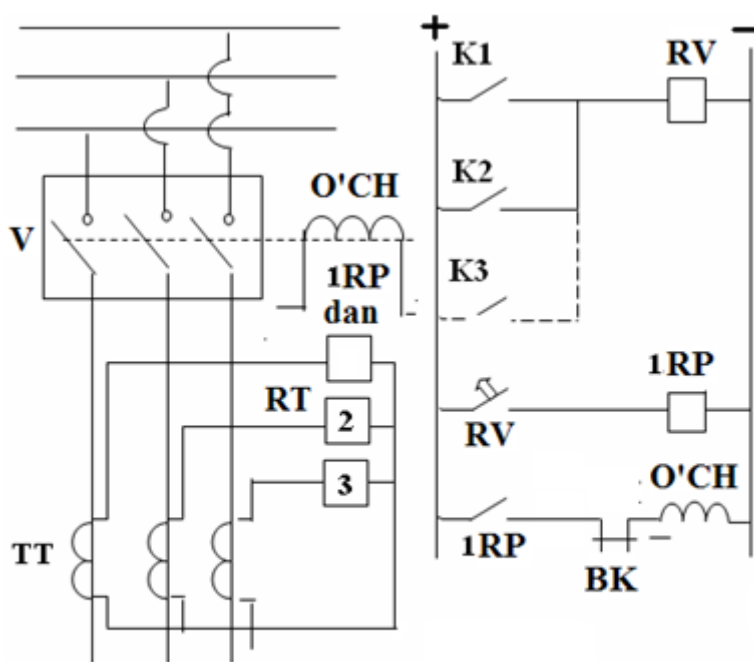 +
−
K1
RV
K2
O'CH
V
K3
1RP
dan
1RP
RT
2
RV
3
O'CH
TT
1RP
BK